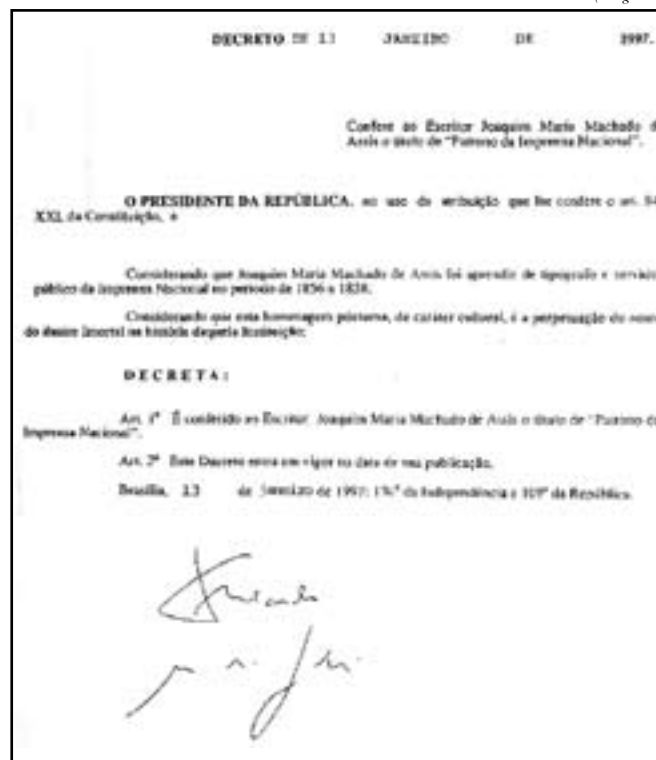 DECRETO DE 13 JANEIRO DE 1997.
Confere ao Escritor Joaquim Maria Machado d
Assis o título de "Patrono da Imprensa Nacional".
O PRESIDENTE DA REPÚBLICA, no uso da atribuição que lhe confere o art. 84
XXI, da Constituição, e
Considerando que Joaquim Maria Machado de Assis foi aprendiz de tipógrafo e servido
público da Imprensa Nacional no período de 1856 a 1858;
Considerando que esta homenagem póstuma, de caráter cultural, é a perpetuação do nome
do ilustre imortal na história daquela Instituição;
DECRETA:
Art. 1º É conferido ao Escritor Joaquim Maria Machado de Assis o título de "Patrono da
Imprensa Nacional".
Art. 2º Este Decreto entra em vigor na data de sua publicação.
Brasília, 13 de janeiro de 1997; 176º da Independência e 109º da República.